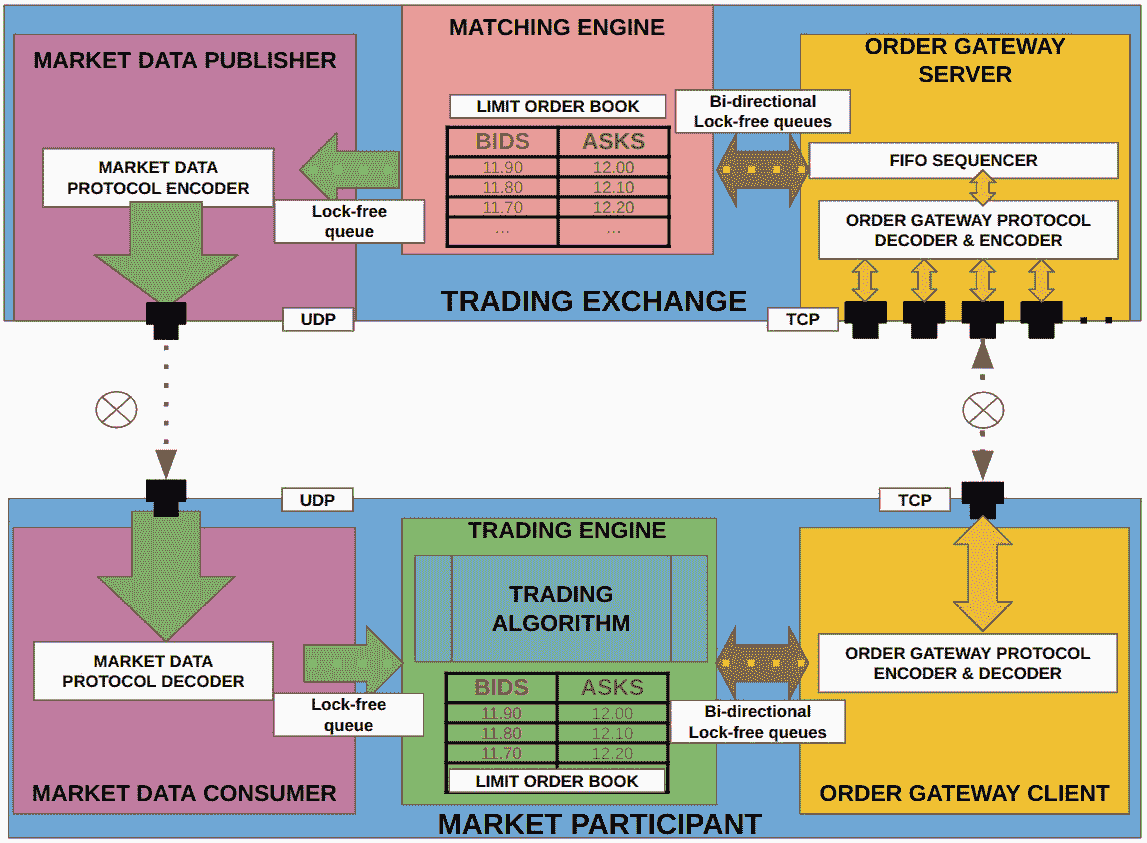 MATCHING ENGINE
MARKET DATA PUBLISHER
ORDER GATEWAY
SERVER
LIMIT ORDER BOOK
Bi-directional
Lock-free queues
BIDS ASKS
11.90 12.00
11.80 12.10
11.70 12.20
... ...
MARKET DATA
PROTOCOL ENCODER
Lock-free
queue
FIFO SEQUENCER
ORDER GATEWAY PROTOCOL
DECODER & ENCODER
TRADING EXCHANGE
UDP
TCP
UDP
TCP
TRADING ENGINE
TRADING
ALGORITHM
MARKET DATA
PROTOCOL DECODER
Lock-free
queue
BIDS ASKS
11.90 12.00
11.80 12.10
11.70 12.20
LIMIT ORDER BOOK
Bi-directional
Lock-free queues
ORDER GATEWAY PROTOCOL
ENCODER & DECODER
MARKET DATA CONSUMER
ORDER GATEWAY CLIENT
MARKET PARTICIPANT